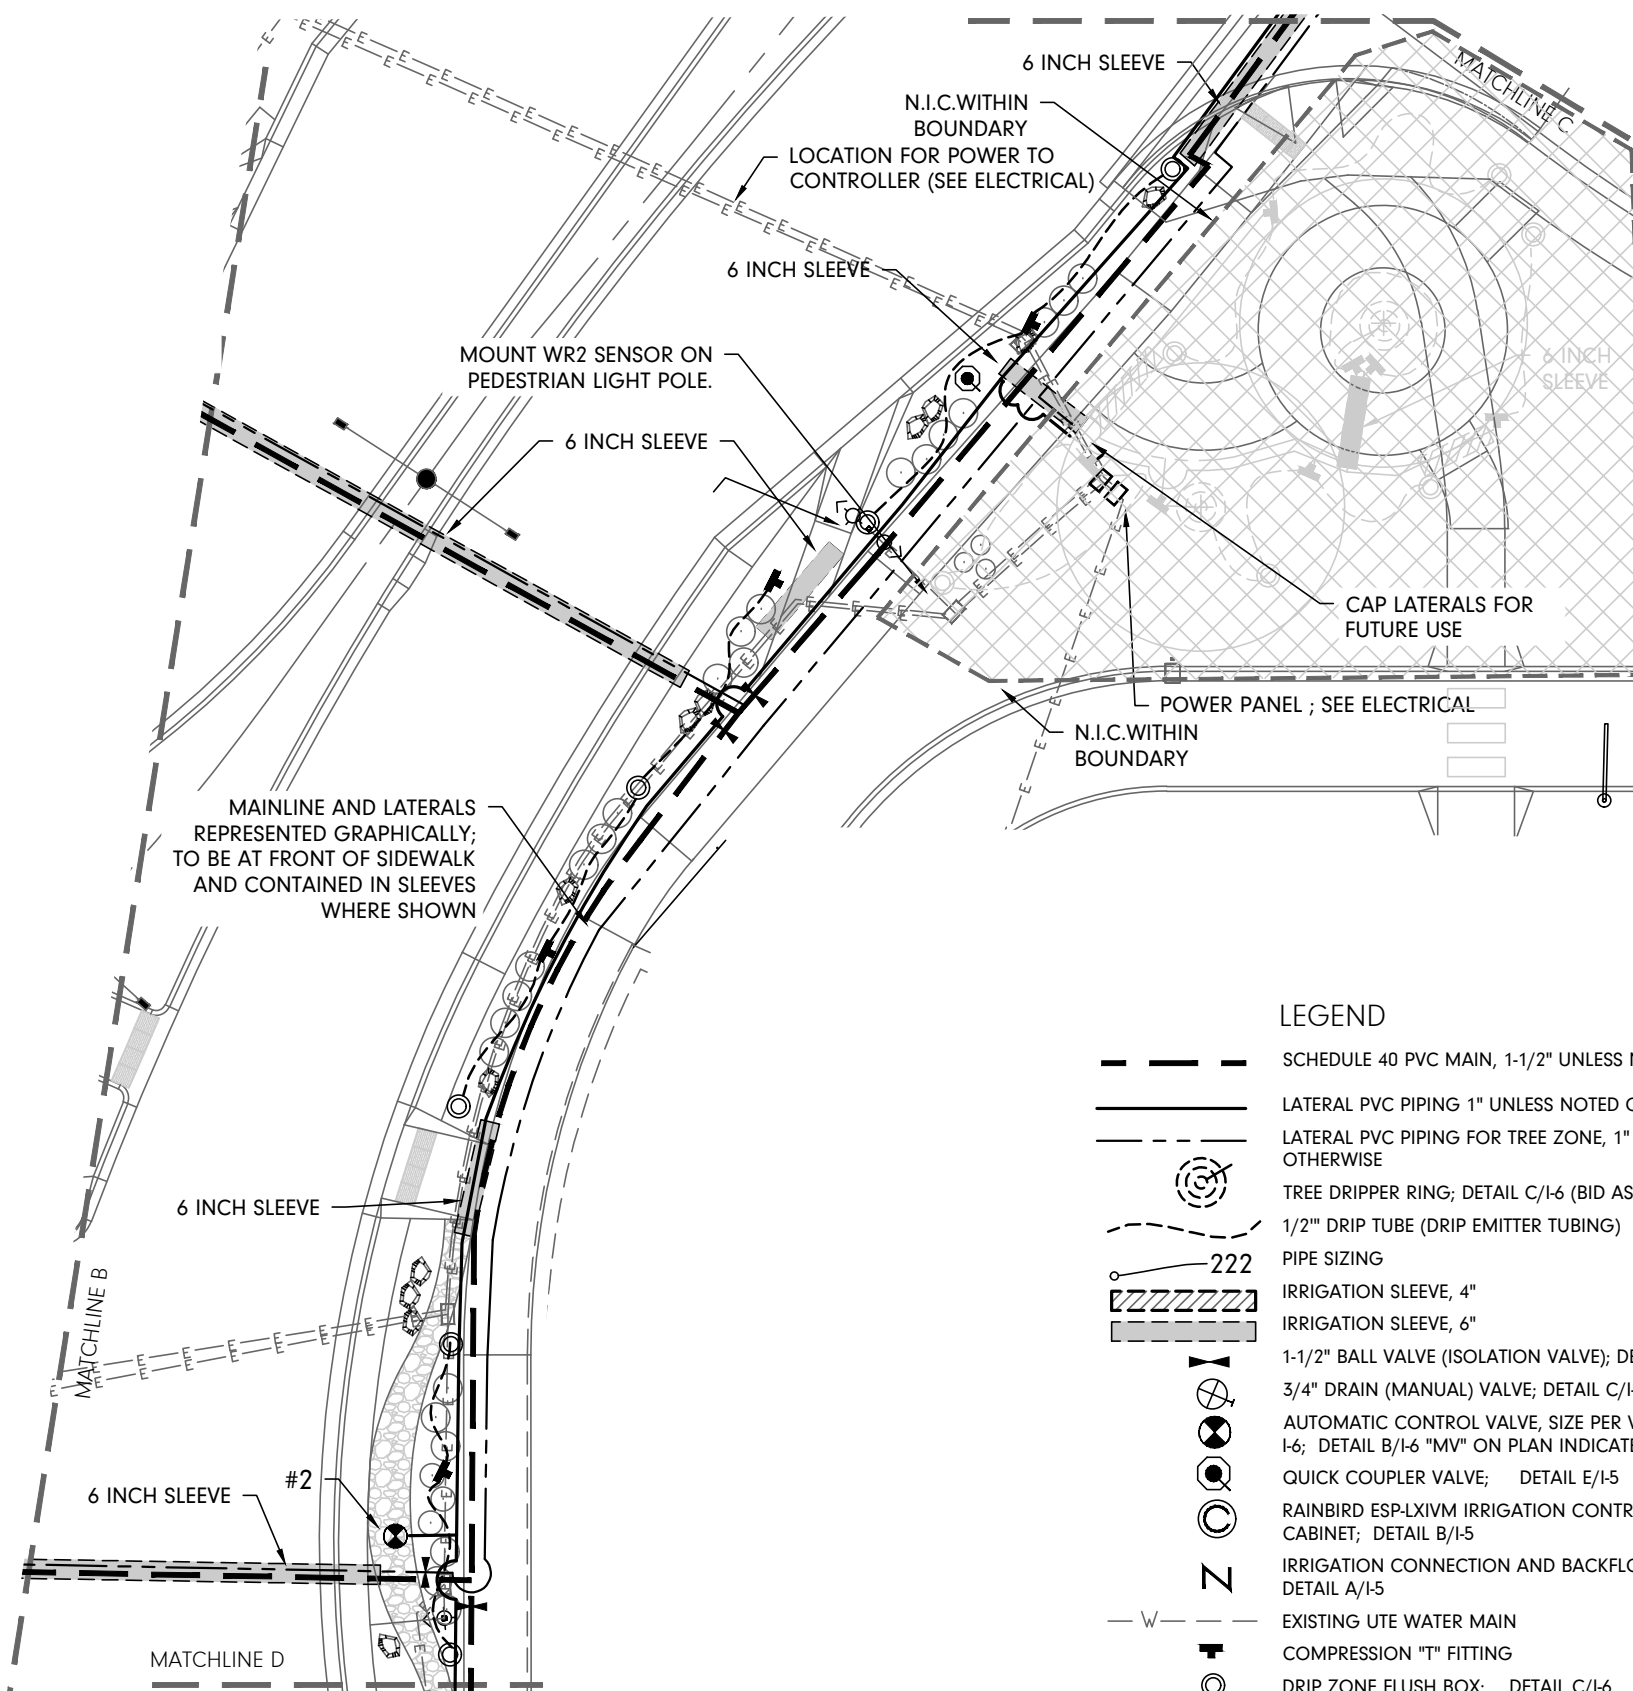 6 INCH SLEEVE
MATCHLINE C
N.I.C.WITHIN
BOUNDARY
LOCATION FOR POWER TO
CONTROLLER (SEE ELECTRICAL)
6 INCH SLEEVE
MOUNT WR2 SENSOR ON
PEDESTRIAN LIGHT POLE.
6 INCH
SLEEVE
6 INCH SLEEVE
CAP LATERALS FOR
FUTURE USE
POWER PANEL ; SEE ELECTRICAL
N.I.C.WITHIN
BOUNDARY
MAINLINE AND LATERALS
REPRESENTED GRAPHICALLY;
TO BE AT FRONT OF SIDEWALK
AND CONTAINED IN SLEEVES
WHERE SHOWN
6 INCH SLEEVE
MATCHLINE B
#2
6 INCH SLEEVE
MATCHLINE D
LEGEND
SCHEDULE 40 PVC MAIN, 1-1/2" UNLESS
LATERAL PVC PIPING 1" UNLESS NOTED
LATERAL PVC PIPING FOR TREE ZONE, 1"
OTHERWISE
TREE DRIPPER RING; DETAIL C/I-6 (BID AS
1/2'" DRIP TUBE (DRIP EMITTER TUBING)
222 PIPE SIZING
IRRIGATION SLEEVE, 4"
IRRIGATION SLEEVE, 6"
1-1/2" BALL VALVE (ISOLATION VALVE);
3/4" DRAIN (MANUAL) VALVE; DETAIL C/I-
AUTOMATIC CONTROL VALVE, SIZE PER
I-6; DETAIL B/I-6 "MV" ON PLAN INDICATE
QUICK COUPLER VALVE; DETAIL E/I-5
RAINBIRD ESP-LXIVM IRRIGATION CONTR
CABINET; DETAIL B/I-5
IRRIGATION CONNECTION AND BACKFLO
DETAIL A/I-5
W EXISTING UTE WATER MAIN
COMPRESSION "T" FITTING
DRIP ZONE FLUSH BOX; DETAIL C/I-6